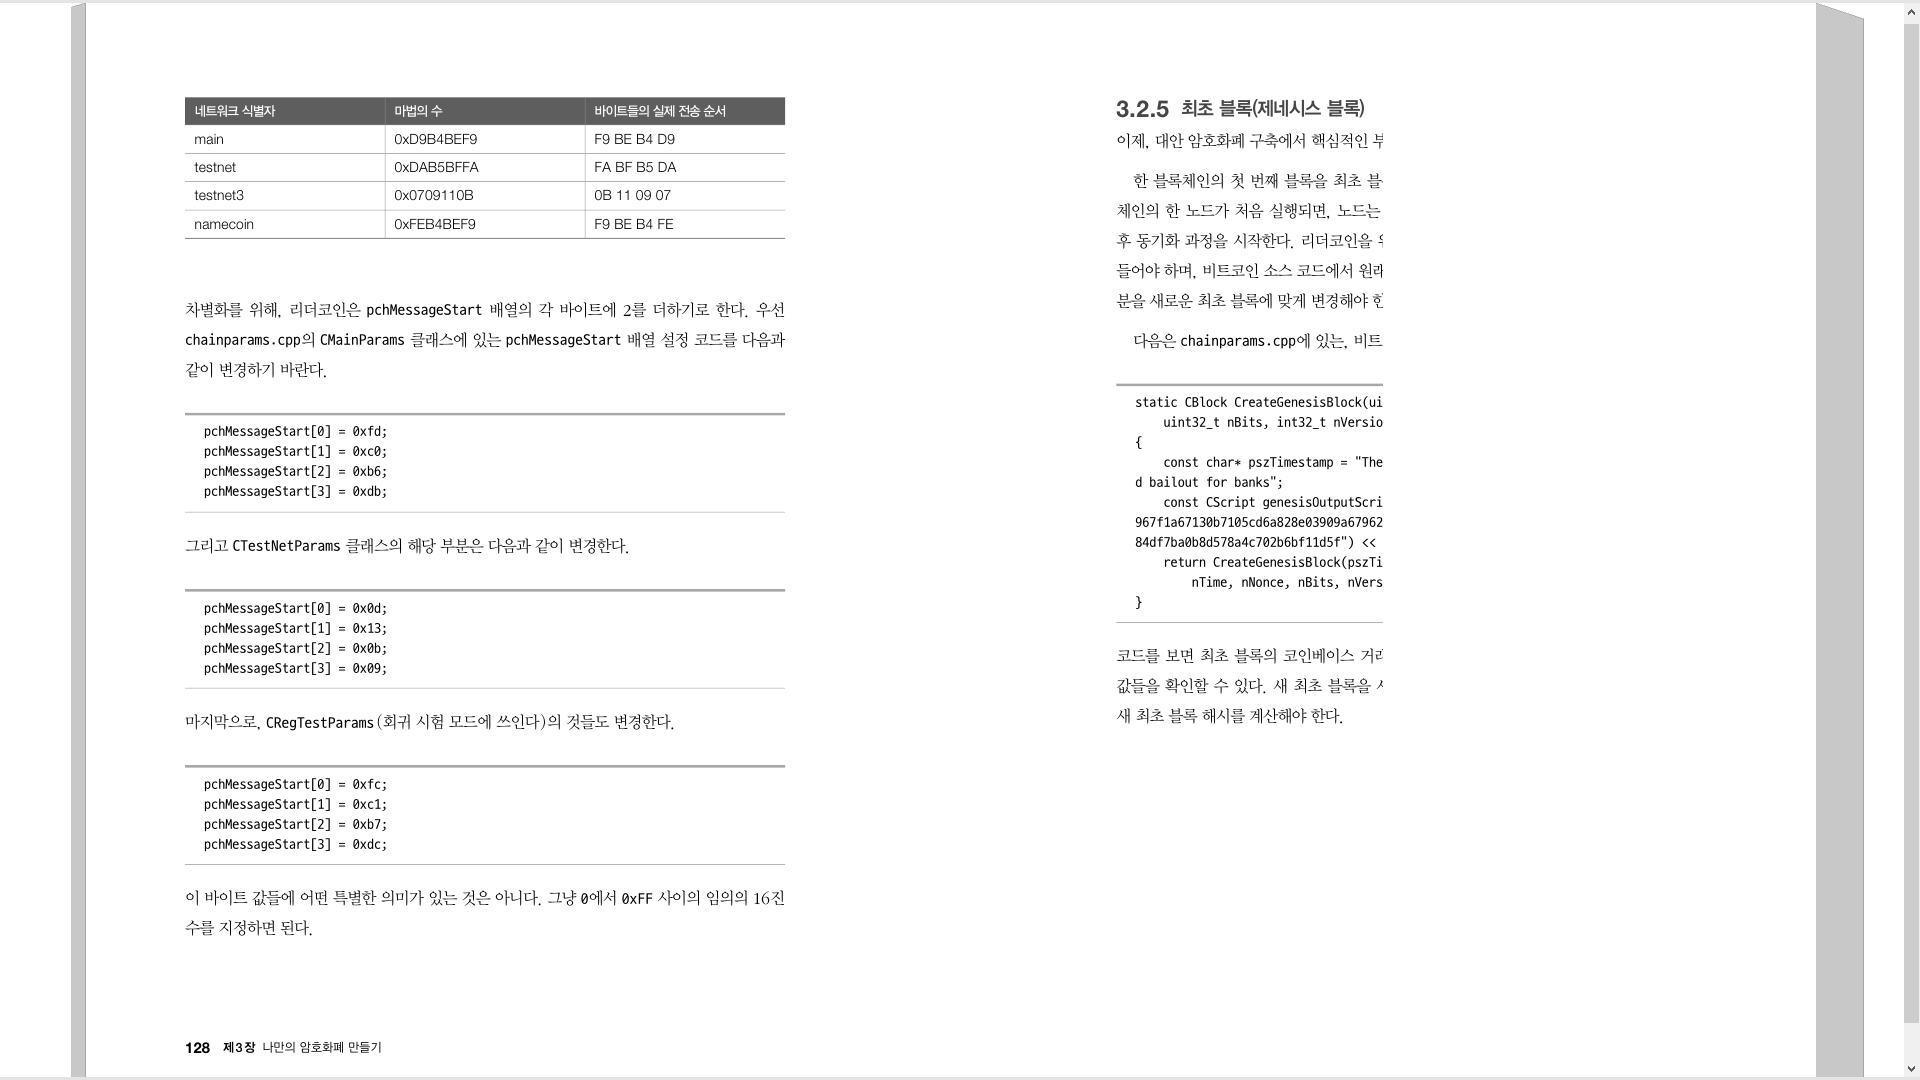 네트워크 식별자 마법의 수 바이트들의 실제 전송 순서
main 0xD9B4BEF9 F9 BE B4 D9
testnet 0xDAB5BFFA FA BF B5 DA
testnet3 0x0709110B 0B 11 09 07
namecoin 0xFEB4BEF9 F9 BE B4 FE
차별화를 위해, 리더코인은 pchMessageStart 배열의 각 바이트에 2를 더하기로 한다. 우선
chainparams.cpp의 CMainParams 클래스에 있는 pchMessageStart 배열 설정 코드를 다음과
같이 변경하기 바란다.
pchMessageStart[0] = 0xfd;
pchMessageStart[1] = 0xc0;
pchMessageStart[2] = 0xb6;
pchMessageStart[3] = 0xdb;
그리고 CTestNetParams 클래스의 해당 부분은 다음과 같이 변경한다.
pchMessageStart[0] = 0x0d;
pchMessageStart[1] = 0x13;
pchMessageStart[2] = 0x0b;
pchMessageStart[3] = 0x09;
마지막으로, CRegTestParams(회귀 시험 모드에 쓰인다)의 것들도 변경한다.
pchMessageStart[0] = 0xfc;
pchMessageStart[1] = 0xc1;
pchMessageStart[2] = 0xb7;
pchMessageStart[3] = 0xdc;
이 바이트 값들에 어떤 특별한 의미가 있는 것은 아니다. 그냥 0에서 0xFF 사이의 임의의 16진
수를 지정하면 된다.
128 제3장 나만의 암호화폐 만들기
3.2.5 최초 블록(제네시스 블록)
이제, 대안 암호화폐 구축에서 핵심적인
한 블록체인의 첫 번째 블록을 최초
체인의 한 노드가 처음 실행되면, 노드는
후 동기화 과정을 시작한다. 리더코인을
들어야 하며, 비트코인 소스 코드에서
분을 새로운 최초 블록에 맞게 변경해야
다음은 chainparams.cpp에 있는, 비트
static CBlock CreateGenesisBlock(ui
uint32_t nBits, int32_t nVersio
{
const char* pszTimestamp = "The
d bailout for banks";
const CScript genesisOutputScri
967f1a67130b7105cd6a828e03909a67962
84df7ba0b8d578a4c702b6bf11d5f") <<
return CreateGenesisBlock(pszTi
nTime, nNonce, nBits, nVers
}
코드를 보면 최초 블록의 코인베이스
값들을 확인할 수 있다. 새 최초 블록을
새 최초 블록 해시를 계산해야 한다.